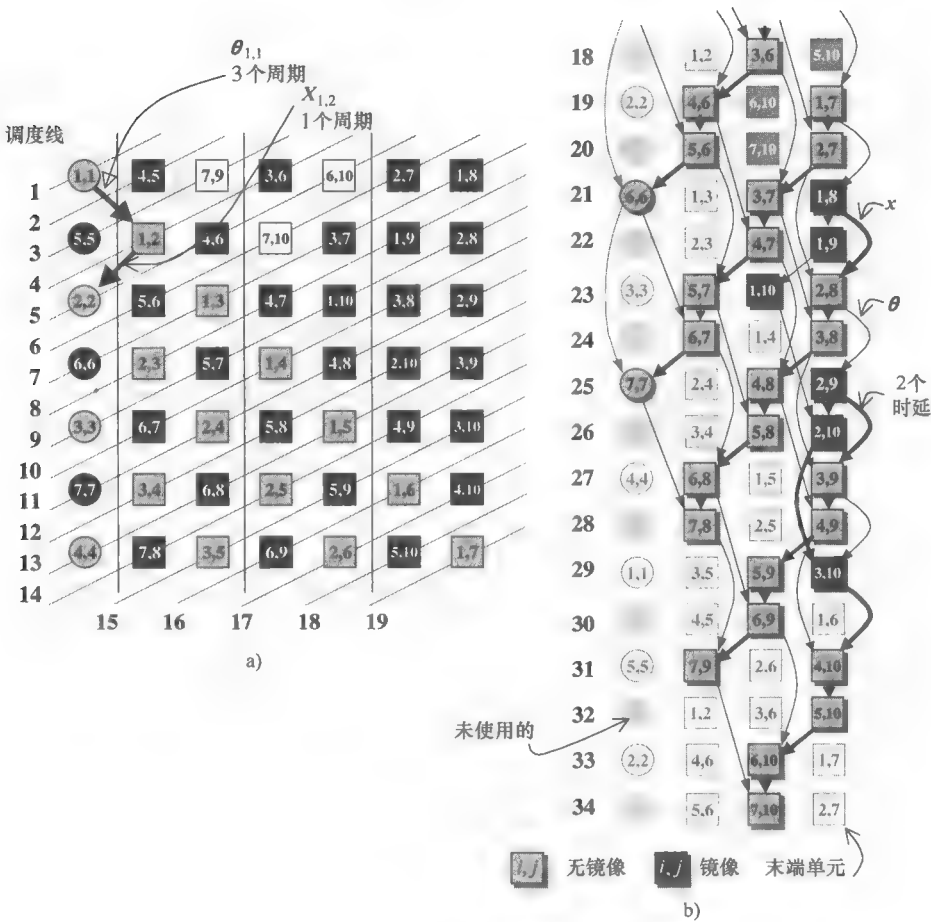 θ1,1
3个周期
x1,2
1个周期
调度线
1,1 4,5 7,9 3,6 6,10 2,7 1,8
1
2
5,5 1,2 4,6 7,10 3,7 1,9 2,8
3
4
2,2 5,6 1,3 4,7 1,10 3,8 2,9
5
6
6,6 2,3 5,7 1,4 4,8 2,10 3,9
7
8
3,3 6,7 2,4 5,8 1,5 4,9 3,10
9
10
7,7 3,4 6,8 2,5 5,9 1,6 4,10
11
12
4,4 7,8 3,5 6,9 2,6 5,10 1,7
13
14
15 16 17 18 19
a)
18 1,2 3,6 5,10
19 2,2 4,6 6,10 1,7
20 5,6 7,10 2,7
21 6,6 1,3 3,7 1,8
x
22 2,3 4,7 1,9
23 3,3 5,7 1,10 2,8
θ
24 6,7 1,4 3,8
25 7,7 2,4 4,8 2,9
2个
时延
26 3,4 5,8 2,10
27 4,4 6,8 1,5 3,9
28 7,8 2,5 4,9
29 1,1 3,5 5,9 3,10
30 4,5 6,9 1,6
31 5,5 7,9 2,6 4,10
32 1,2 3,6 5,10
未使用的
33 2,2 4,6 6,10 1,7
34 5,6 7,10 2,7
i,j 无镜像 i,j 镜像 末端单元
b)